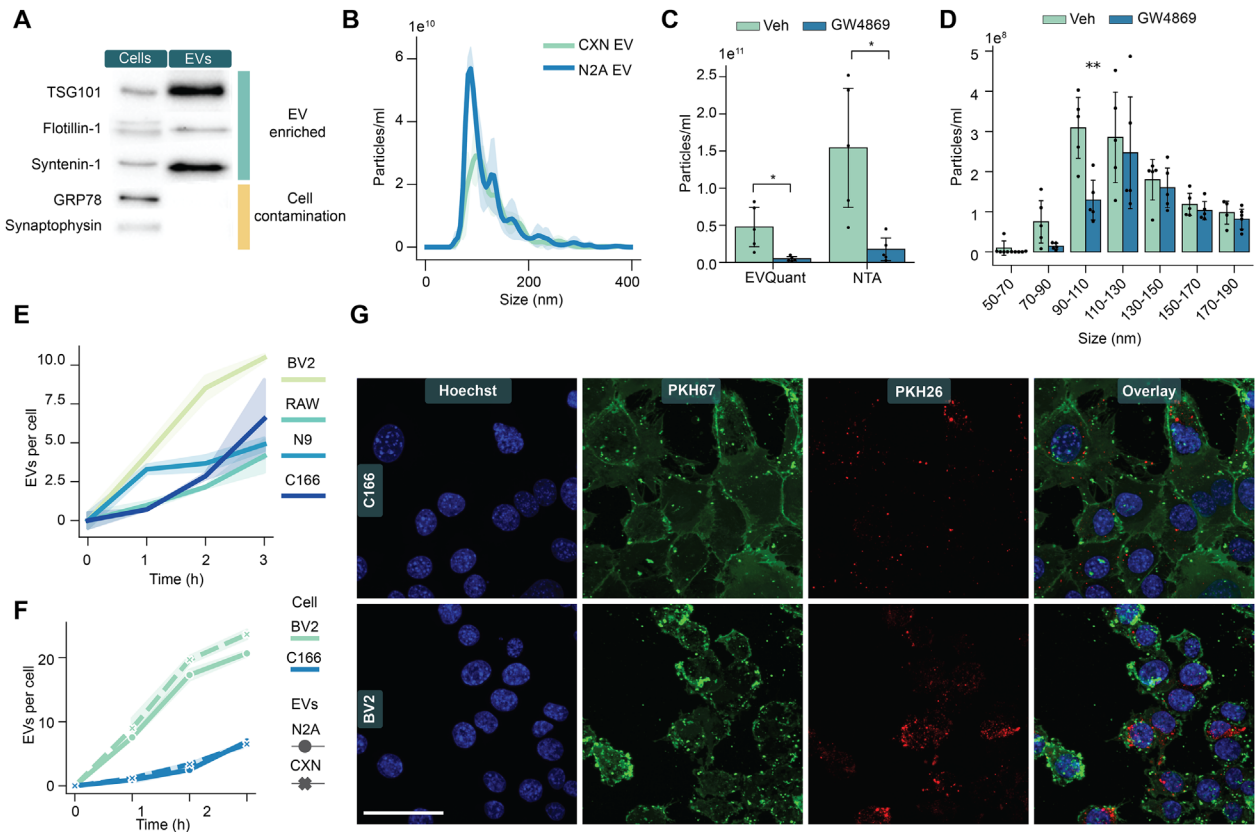 A
Cells
EVs
TSG101
Flotillin-1
Syntenin-1
GRP78
Synaptophysin
EV
enriched
Cell
contamination
B
1e10
Particles/ml
6
4
2
0
0
200
400
Size (nm)
CXN EV
N2A EV
C
Veh
GW4869
1e11
Particles/ml
2.5
2.0
1.5
1.0
0.5
0.0
*
*
EVQuant
NTA
D
Veh
GW4869
1e8
Particles/ml
5
4
3
2
1
0
**
50-70
70-90
90-110
110-130
130-150
150-170
170-190
Size (nm)
E
EVs per cell
10.0
7.5
5.0
2.5
0
0
1
2
3
Time (h)
BV2
RAW
N9
C166
F
EVs per cell
20
10
0
0
1
2
Time (h)
Cell
BV2
C166
EVs
N2A
CXN
G
Hoechst
PKH67
PKH26
Overlay
C166
BV2